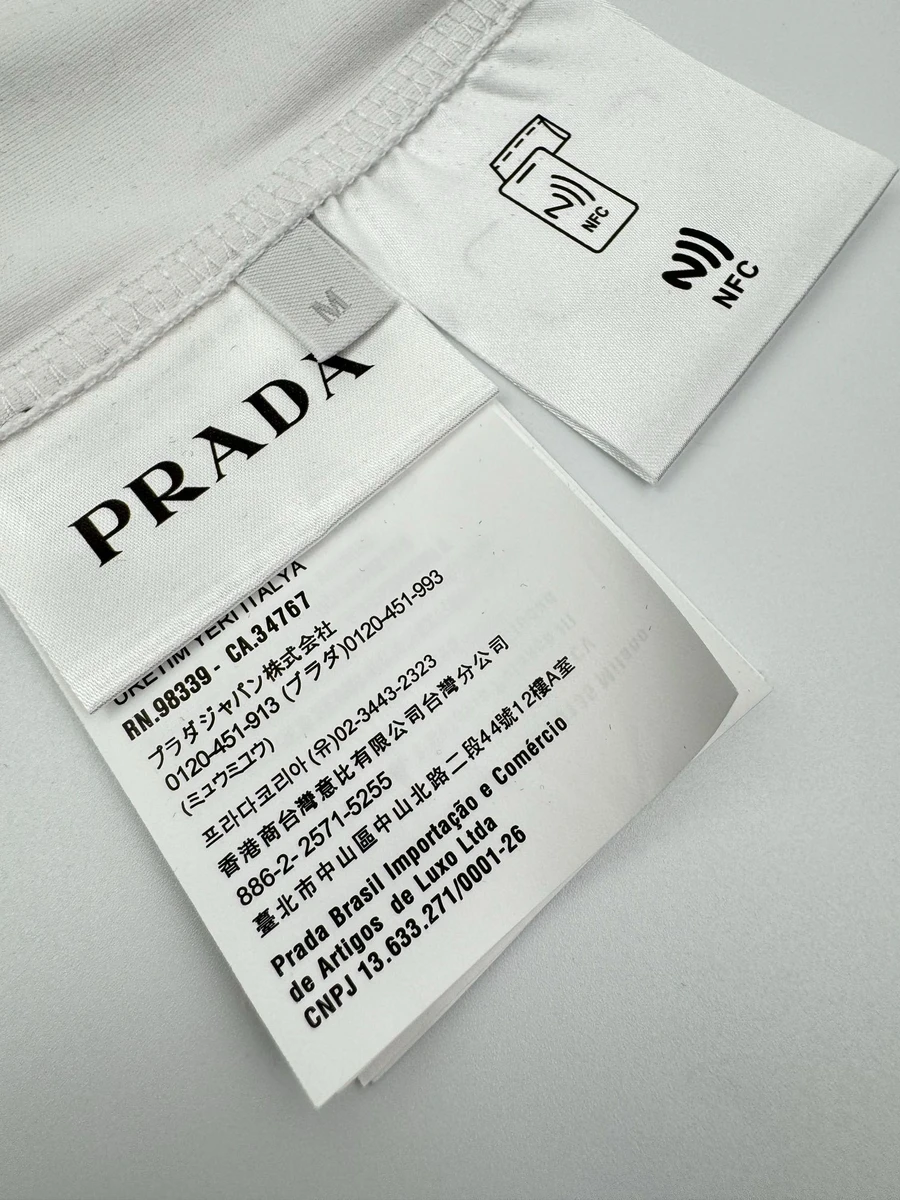 NFC
NFC
M
PRADA
ÜRETIM YERI ITALYA
RN.98339 - CA.34767
プラダジャパン株式会社
0120-451-913 (プラダ)0120-451-993
(ミュウミュウ)
프라다코리아(유)02-3443-2323
香港商台灣意比有限公司台灣分公司
886-2- 2571-5255
臺北市中山區中山北路二段44號12樓A室
Prada Brasil Importação e Comércio
de Artigos de Luxo Ltda
CNPJ 13.633.271/0001-26